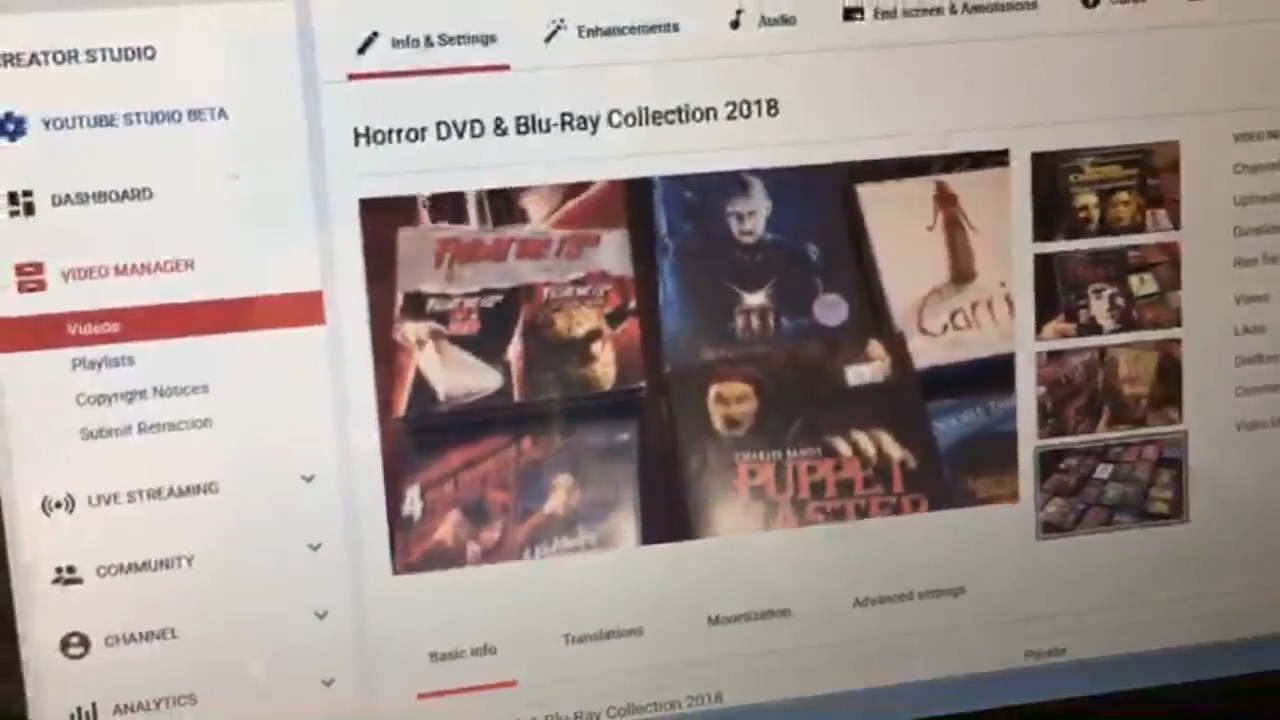 REATOR STUDIO
Info & Settings
Enhancements
Audio
End screen & Annotations
YOUTUBE STUDIO BETA
Horror DVD & Blu-Ray Collection 2018
DASHBOARD
VIDEO MANAGER
Videos
Playlists
Copyright Notices
Submit Retraction
LIVE STREAMING
COMMUNITY
CHANNEL
ANALYTICS
Carri
4
PUPPET
MASTER
Basic info
Translations
Monetization
Advanced settings
& Blu-Ray Collection 2018
Private